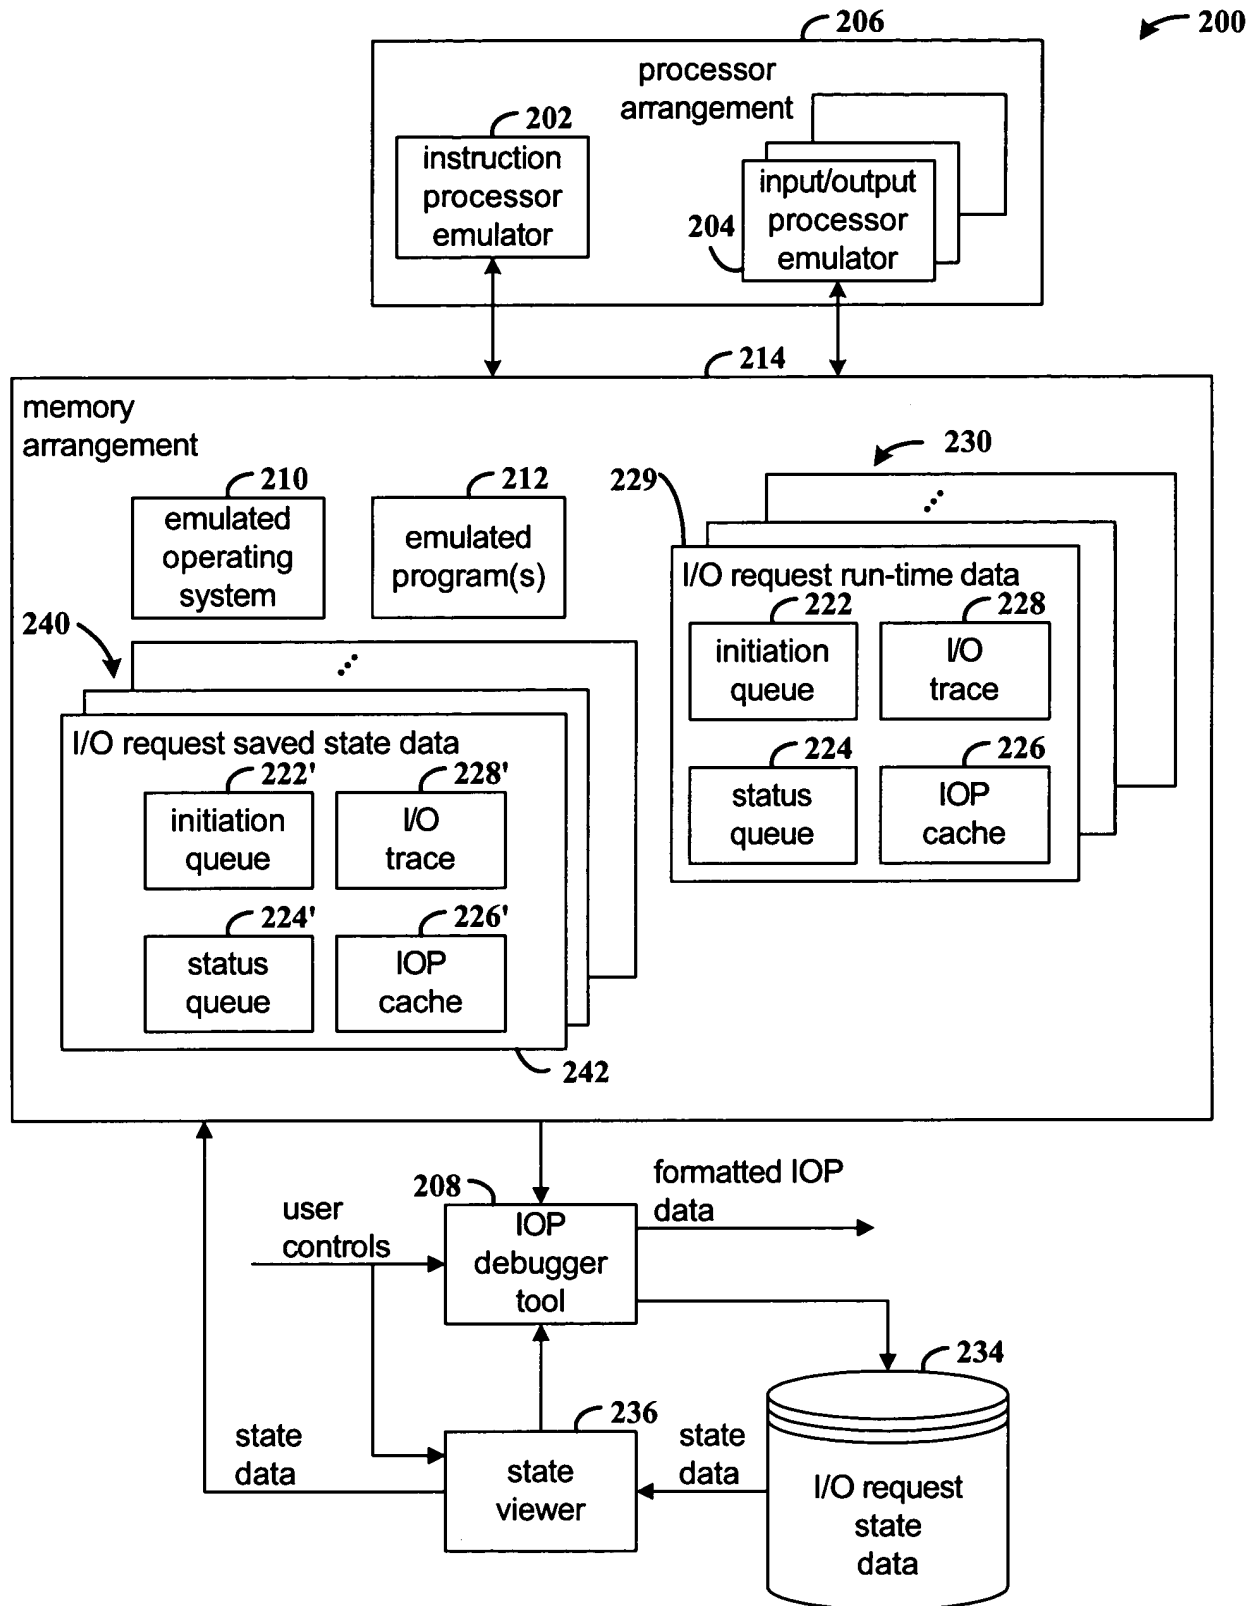 206
200
processor
arrangement
202
instruction
processor
emulator
input/output
processor
emulator
204
214
memory
arrangement
230
210
212
229
emulated
operating
system
emulated
program(s)
I/O request run-time data
222
228
initiation
queue
I/O
trace
240
224
226
status
queue
IOP
cache
I/O request saved state data
222'
228'
initiation
queue
I/O
trace
224'
226'
status
queue
IOP
cache
242
208
formatted IOP
data
user
controls
IOP
debugger
tool
234
236
state
data
state
viewer
state
data
I/O request
state
data